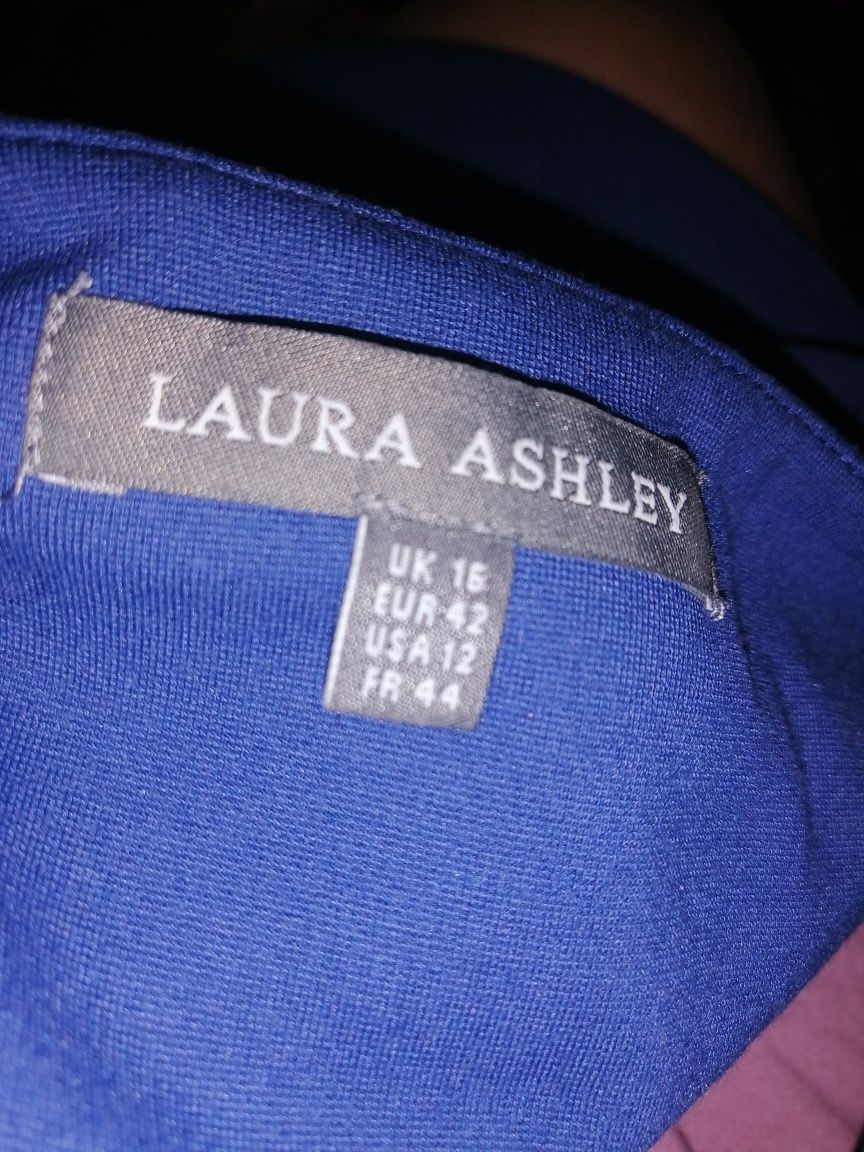 LAURA ASHLEY
UK 16
EUR 42
USA 12
FR 44